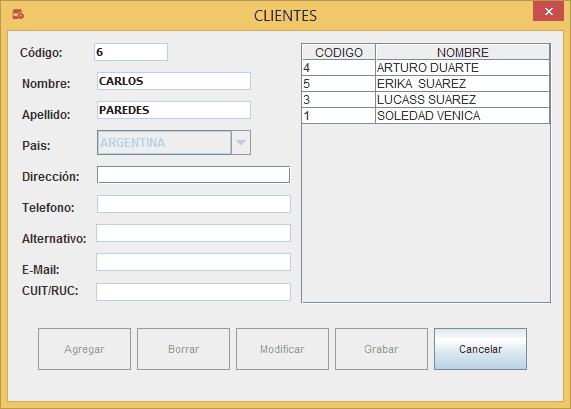 CLIENTES
Código: 6
Nombre: CARLOS
Apellido: PAREDES
Pais: ARGENTINA
Dirección:
Telefono:
Alternativo:
E-Mail:
CUIT/RUC:
CODIGO NOMBRE
4 ARTURO DUARTE
5 ERIKA  SUAREZ
3 LUCASS SUAREZ
1 SOLEDAD VENICA
Agregar Borrar Modificar Grabar Cancelar